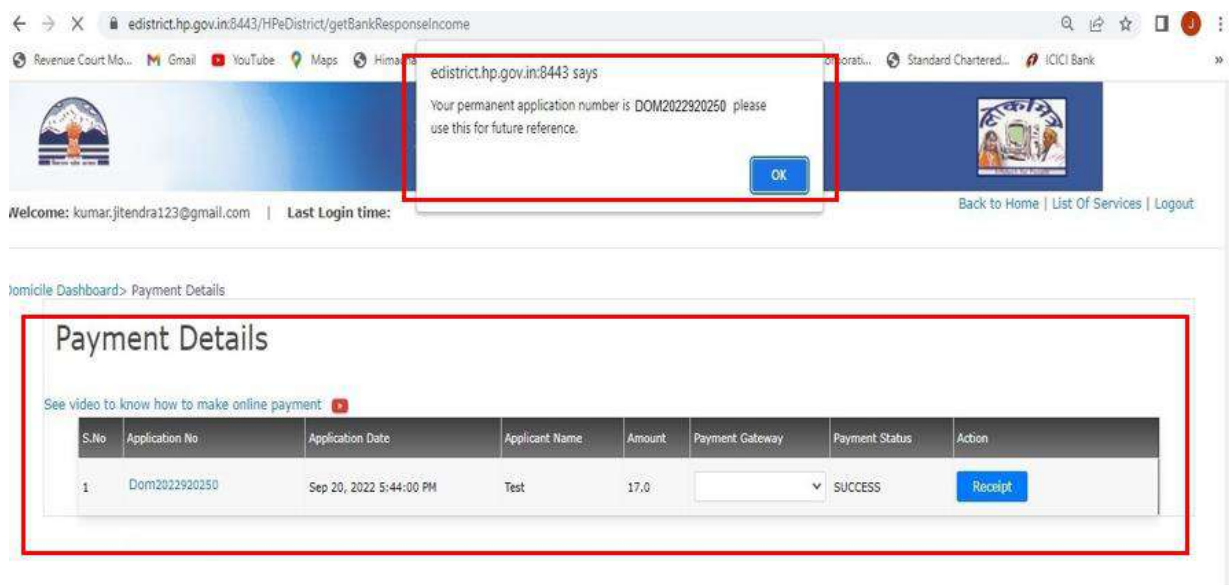 edistrict.hp.gov.in:8443/HPeDistrict/getBankResponseIncome
Revenue Court Mo... Gmail YouTube Maps Standard Chartered... ICICI Bank
edistrict.hp.gov.in:8443 says
Your permanent application number is DOM2022920250 please
use this for future reference.
OK
लोकमित्र
Welcome: kumar.jitendra123@gmail.com | Last Login time:
Back to Home | List Of Services | Logout
Domicile Dashboard> Payment Details
Payment Details
See video to know how to make online payment
S.No Application No Application Date Applicant Name Amount Payment Gateway Payment Status Action
1 Dom2022920250 Sep 20, 2022 5:44:00 PM Test 17.0 SUCCESS Receipt